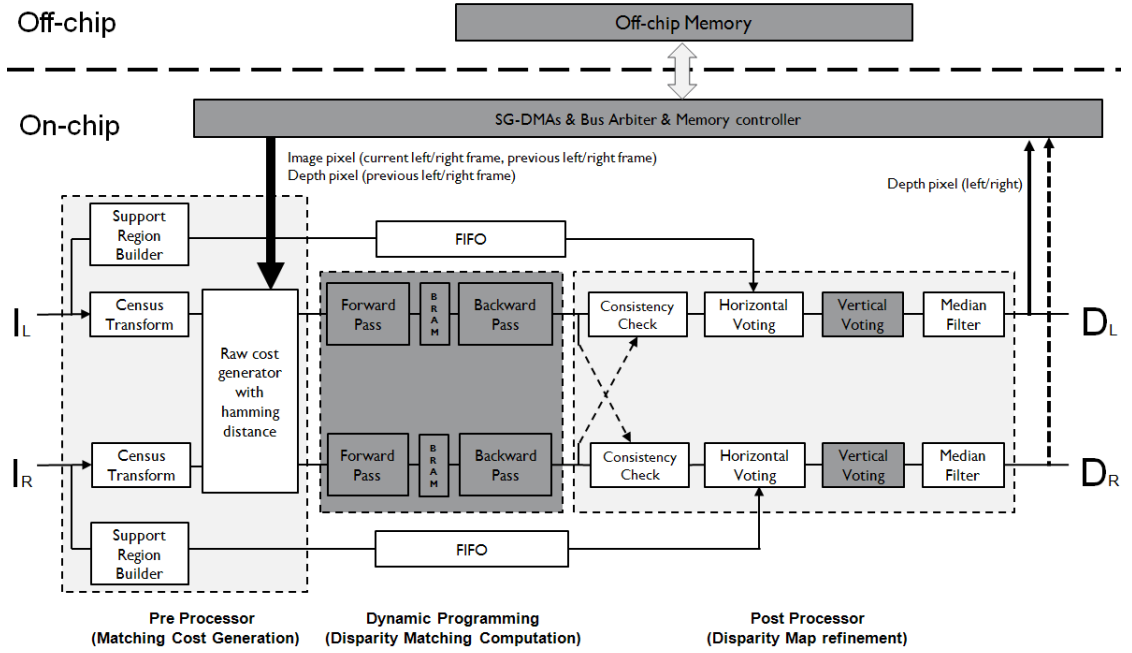 Off-chip
Off-chip Memory
On-chip
SG-DMAs & Bus Arbiter & Memory controller
Image pixel (current left/right frame, previous left/right frame)
Depth pixel (previous left/right frame)
Depth pixel (left/right)
Support
Region
Builder
FIFO
I_L
Census
Transform
Raw cost
generator
with
hamming
distance
Forward
Pass
BRAM
Backward
Pass
Consistency
Check
Horizontal
Voting
Vertical
Voting
Median
Filter
D_L
I_R
Census
Transform
Forward
Pass
BRAM
Backward
Pass
Consistency
Check
Horizontal
Voting
Vertical
Voting
Median
Filter
D_R
Support
Region
Builder
FIFO
Pre Processor
(Matching Cost Generation)
Dynamic Programming
(Disparity Matching Computation)
Post Processor
(Disparity Map refinement)